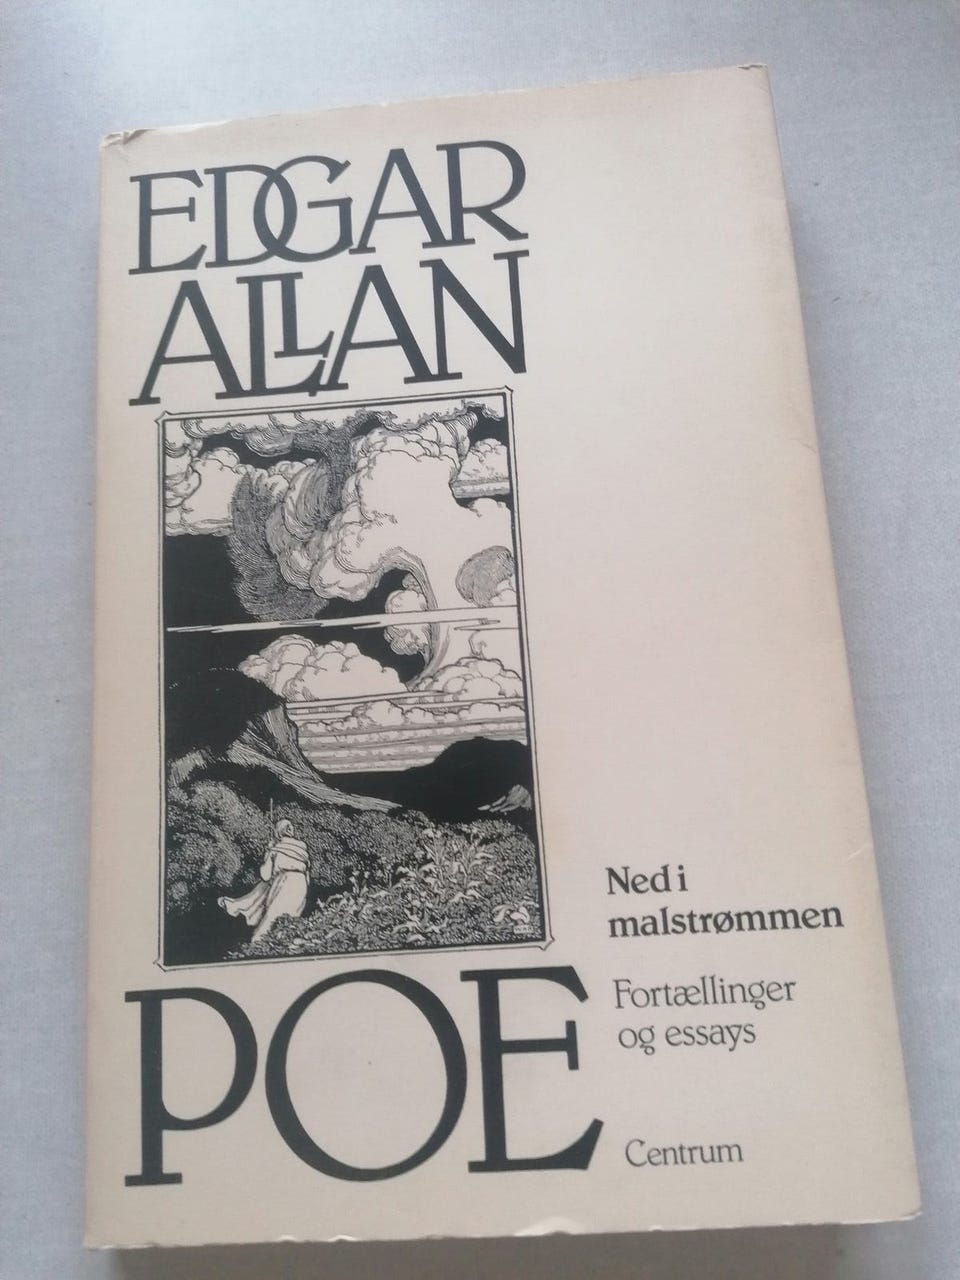 EDGAR
ALLAN
POE
Ned i
malstrømmen
Fortællinger
og essays
Centrum